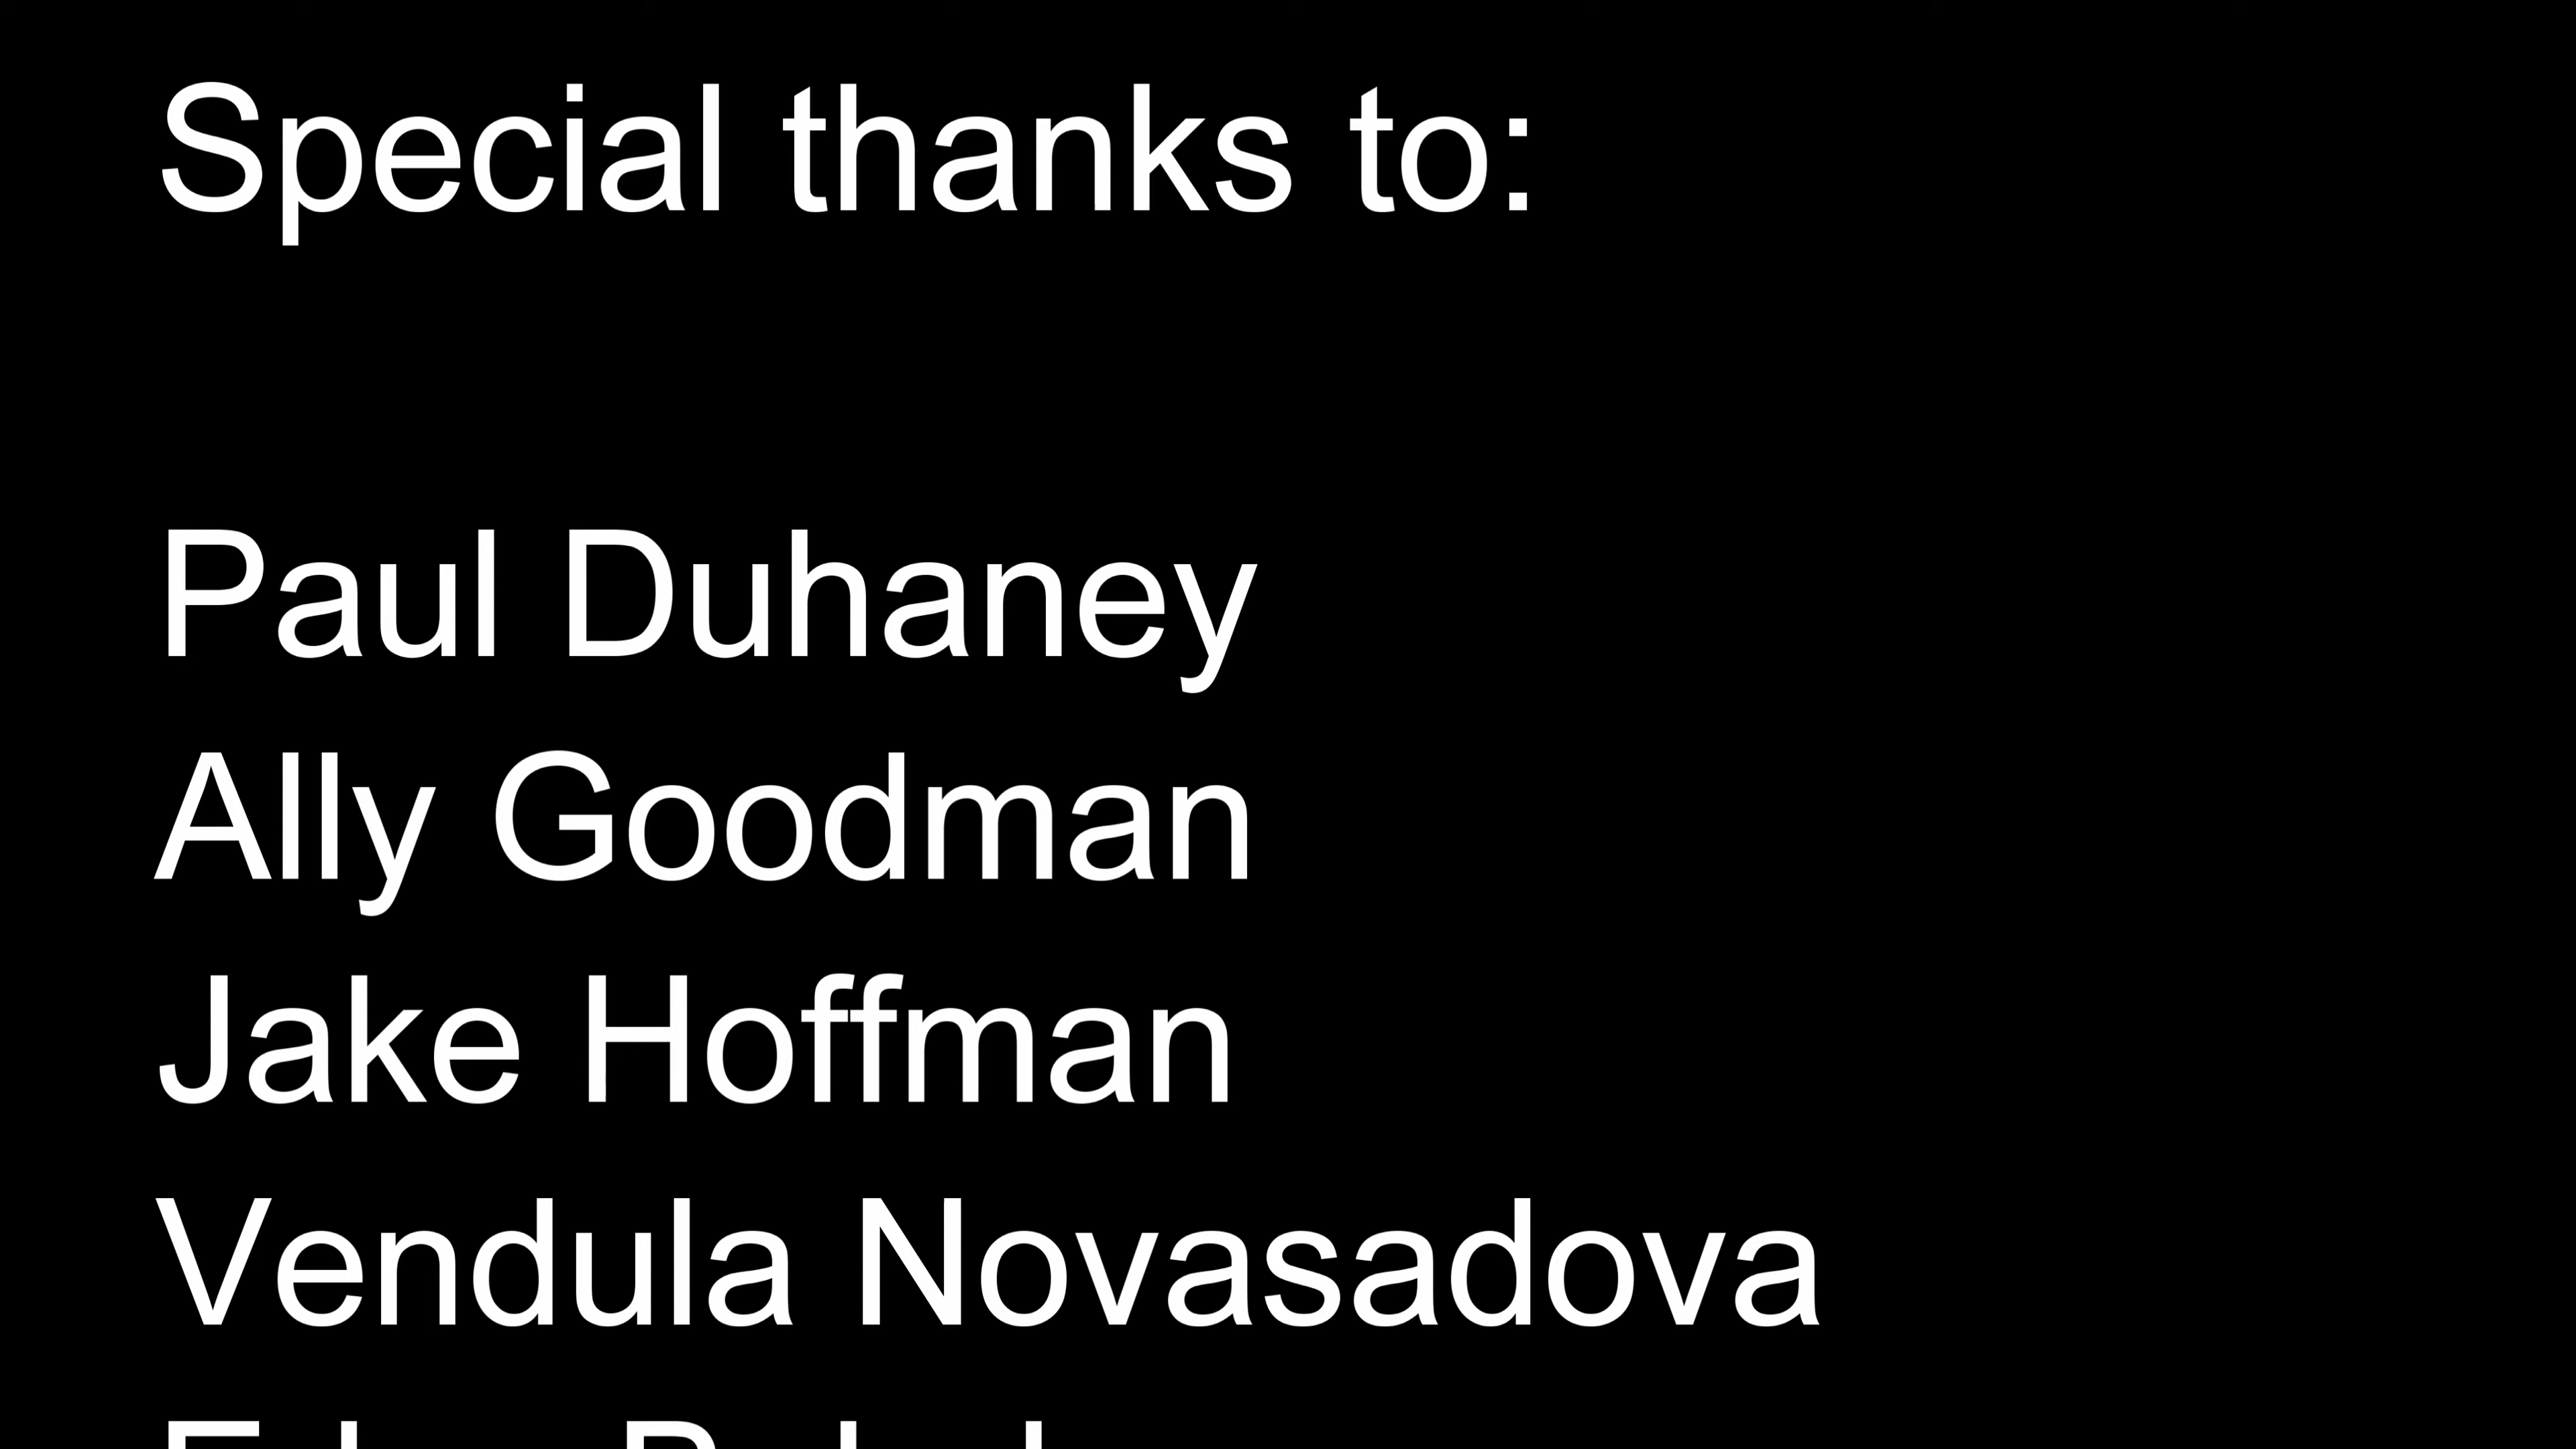 Special thanks to:
Paul Duhaney
Ally Goodman
Jake Hoffman
Vendula Novasadova